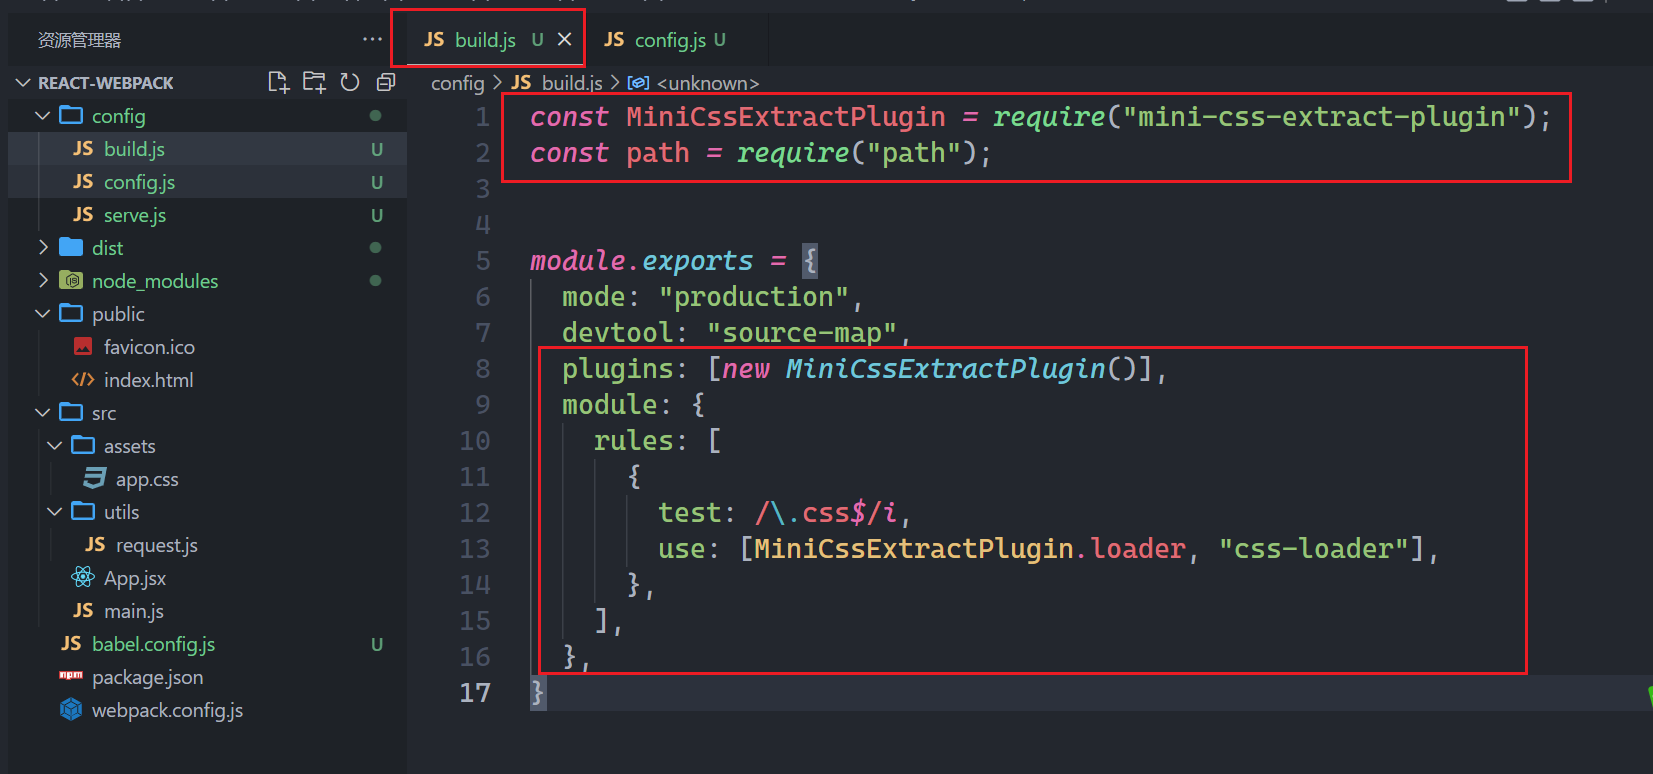 资源管理器
REACT-WEBPACK
config
JS build.js U
JS config.js U
JS serve.js U
dist
node_modules
public
favicon.ico
index.html
src
assets
app.css
utils
JS request.js
App.jsx
JS main.js
JS babel.config.js U
package.json
webpack.config.js
JS build.js U
JS config.js U
config > JS build.js > <unknown>
1 const MiniCssExtractPlugin = require("mini-css-extract-plugin");
2 const path = require("path");
3
4
5 module.exports = {
6 mode: "production",
7 devtool: "source-map",
8 plugins: [new MiniCssExtractPlugin()],
9 module: {
10 rules: [
11 {
12 test: /\.css$/i,
13 use: [MiniCssExtractPlugin.loader, "css-loader"],
14 },
15 ],
16 },
17 }